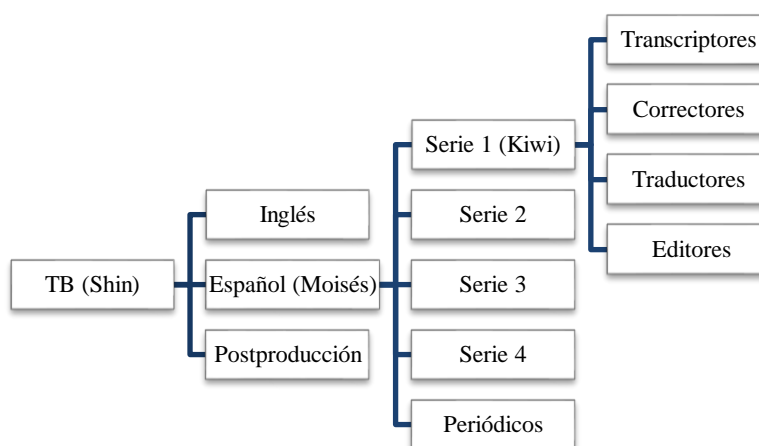 TB (Shin)
Inglés
Español (Moisés)
Postproducción
Serie 1 (Kiwi)
Serie 2
Serie 3
Serie 4
Periódicos
Transcriptores
Correctores
Traductores
Editores